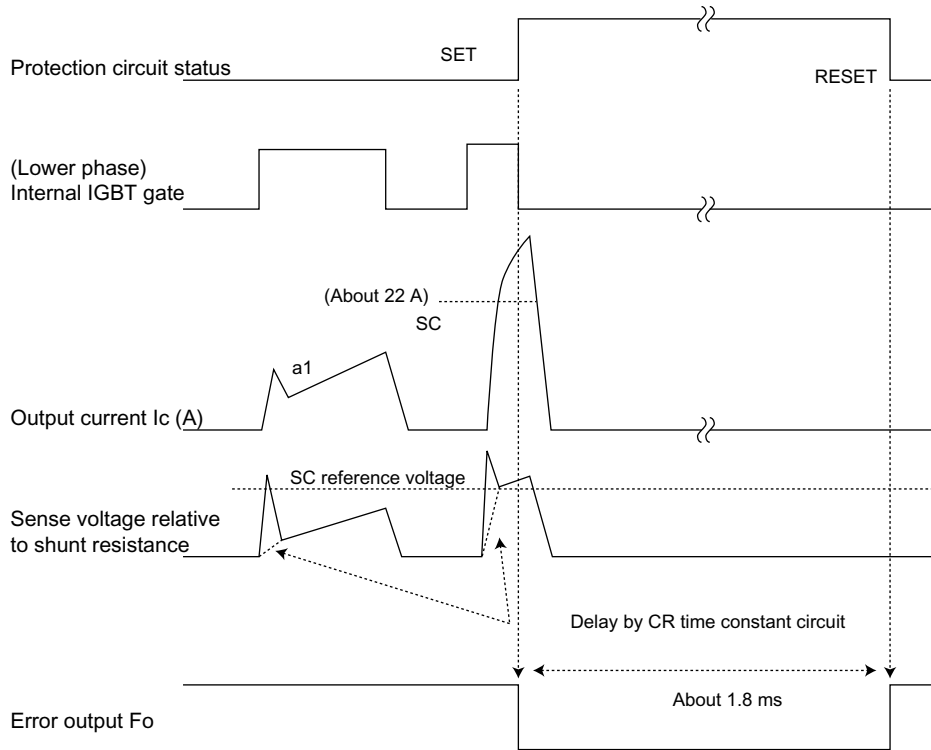 SET
Protection circuit status
RESET
(Lower phase)
Internal IGBT gate
(About 22 A)
SC
a1
Output current Ic (A)
SC reference voltage
Sense voltage relative
to shunt resistance
Delay by CR time constant circuit
About 1.8 ms
Error output Fo